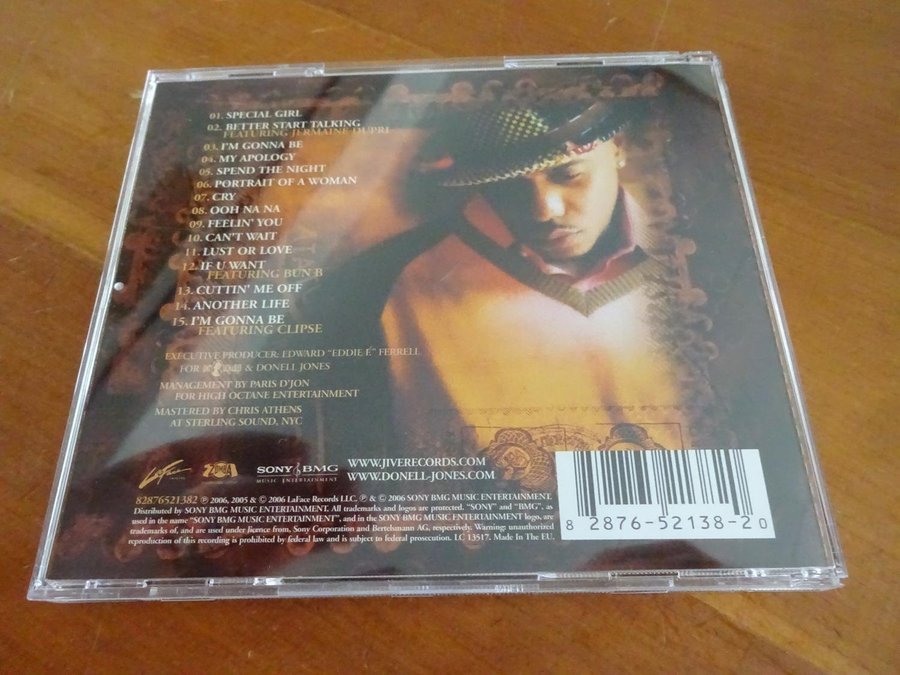 01. SPECIAL GIRL
02. BETTER START TALKING
FEATURING JERMAINE DUPRI
03. I'M GONNA BE
04. MY APOLOGY
05. SPEND THE NIGHT
06. PORTRAIT OF A WOMAN
07. CRY
08. OOH NA NA
09. FEELIN' YOU
10. CAN'T WAIT
11. LUST OR LOVE
12. IF U WANT
FEATURING BUN B
13. CUTTIN' ME OFF
14. ANOTHER LIFE
15. I'M GONNA BE
FEATURING CLIPSE
EXECUTIVE PRODUCER: EDWARD "EDDIE F." FERRELL
FOR & DONELL JONES
MANAGEMENT BY PARIS D'JON
FOR HIGH OCTANE ENTERTAINMENT
MASTERED BY CHRIS ATHENS
AT STERLING SOUND, NYC
LaFace ZOMBA SONY BMG
MUSIC ENTERTAINMENT
WWW.JIVERECORDS.COM
WWW.DONELL-JONES.COM
82876521382 ℗ 2006, 2005 & © 2006 LaFace Records LLC, ℗ & © 2006 SONY BMG MUSIC ENTERTAINMENT.
Distributed by SONY BMG MUSIC ENTERTAINMENT. All trademarks and logos are protected. "SONY" and "BMG", as
used in the name "SONY BMG MUSIC ENTERTAINMENT", and in the SONY BMG MUSIC ENTERTAINMENT logo, are
trademarks of, and are used under licence from, Sony Corporation and Bertelsmann AG, respectively. Warning: unauthorized
reproduction of this recording is prohibited by federal law and is subject to federal prosecution. LC 13517. Made In The EU.
8 28765-52138-2 0